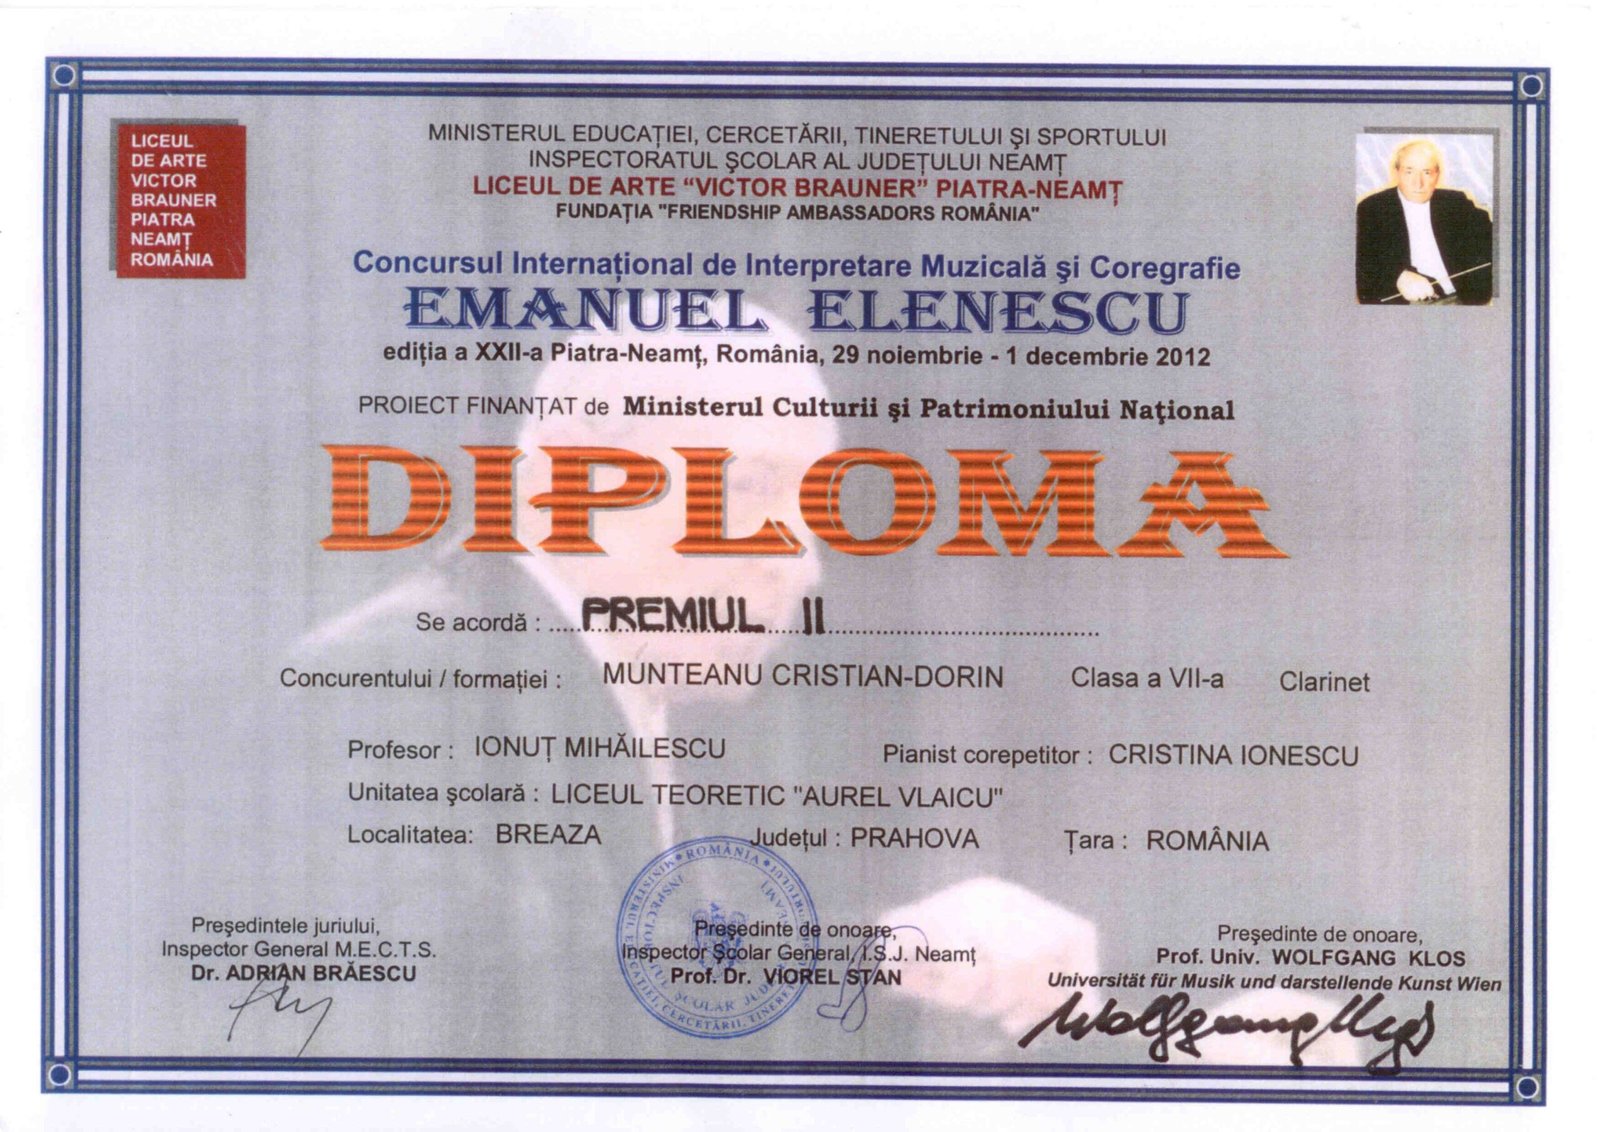 LICEUL
DE ARTE
VICTOR
BRAUNER
PIATRA
NEAMȚ
ROMÂNIA
MINISTERUL EDUCAȚIEI, CERCETĂRII, TINERETULUI ŞI SPORTULUI
INSPECTORATUL ŞCOLAR AL JUDEȚULUI NEAMȚ
LICEUL DE ARTE “VICTOR BRAUNER” PIATRA-NEAMȚ
FUNDAȚIA "FRIENDSHIP AMBASSADORS ROMÂNIA"
Concursul Internațional de Interpretare Muzicală şi Coregrafie
EMANUEL ELENESCU
ediția a XXII-a Piatra-Neamț, România, 29 noiembrie - 1 decembrie 2012
PROIECT FINANȚAT de Ministerul Culturii şi Patrimoniului Naţional
DIPLOMA
Se acordă : PREMIUL II
Concurentului / formației : MUNTEANU CRISTIAN-DORIN Clasa a VII-a Clarinet
Profesor : IONUȚ MIHĂILESCU Pianist corepetitor : CRISTINA IONESCU
Unitatea şcolară : LICEUL TEORETIC "AUREL VLAICU"
Localitatea: BREAZA Județul : PRAHOVA Țara : ROMÂNIA
Preşedintele juriului,
Inspector General M.E.C.T.S.
Dr. ADRIAN BRĂESCU
Preşedinte de onoare,
Inspector Şcolar General, I.S.J. Neamț
Prof. Dr. VIOREL STAN
Preşedinte de onoare,
Prof. Univ. WOLFGANG KLOS
Universität für Musik und darstellende Kunst Wien
Wolfgang Klos
ROMÂNIA